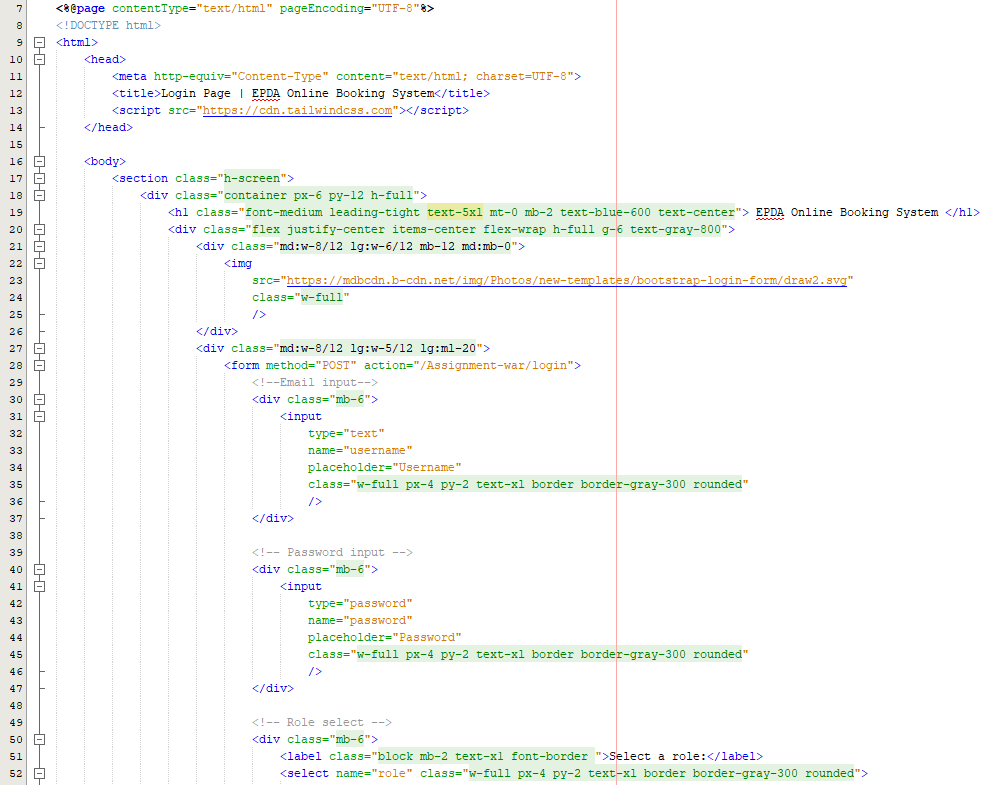 7 <%@page contentType="text/html" pageEncoding="UTF-8"%>
8 <!DOCTYPE html>
9 <html>
10 <head>
11 <meta http-equiv="Content-Type" content="text/html; charset=UTF-8">
12 <title>Login Page | EPDA Online Booking System</title>
13 <script src="https://cdn.tailwindcss.com"></script>
14 </head>
15
16 <body>
17 <section class="h-screen">
18 <div class="container px-6 py-12 h-full">
19 <h1 class="font-medium leading-tight text-5xl mt-0 mb-2 text-blue-600 text-center"> EPDA Online Booking System </h1>
20 <div class="flex justify-center items-center flex-wrap h-full g-6 text-gray-800">
21 <div class="md:w-8/12 lg:w-6/12 mb-12 md:mb-0">
22 <img
23 src="https://mdbcdn.b-cdn.net/img/Photos/new-templates/bootstrap-login-form/draw2.svg"
24 class="w-full"
25 />
26 </div>
27 <div class="md:w-8/12 lg:w-5/12 lg:ml-20">
28 <form method="POST" action="/Assignment-war/login">
29 <!--Email input-->
30 <div class="mb-6">
31 <input
32 type="text"
33 name="username"
34 placeholder="Username"
35 class="w-full px-4 py-2 text-xl border border-gray-300 rounded"
36 />
37 </div>
38
39 <!-- Password input -->
40 <div class="mb-6">
41 <input
42 type="password"
43 name="password"
44 placeholder="Password"
45 class="w-full px-4 py-2 text-xl border border-gray-300 rounded"
46 />
47 </div>
48
49 <!-- Role select -->
50 <div class="mb-6">
51 <label class="block mb-2 text-xl font-border ">Select a role:</label>
52 <select name="role" class="w-full px-4 py-2 text-xl border border-gray-300 rounded">